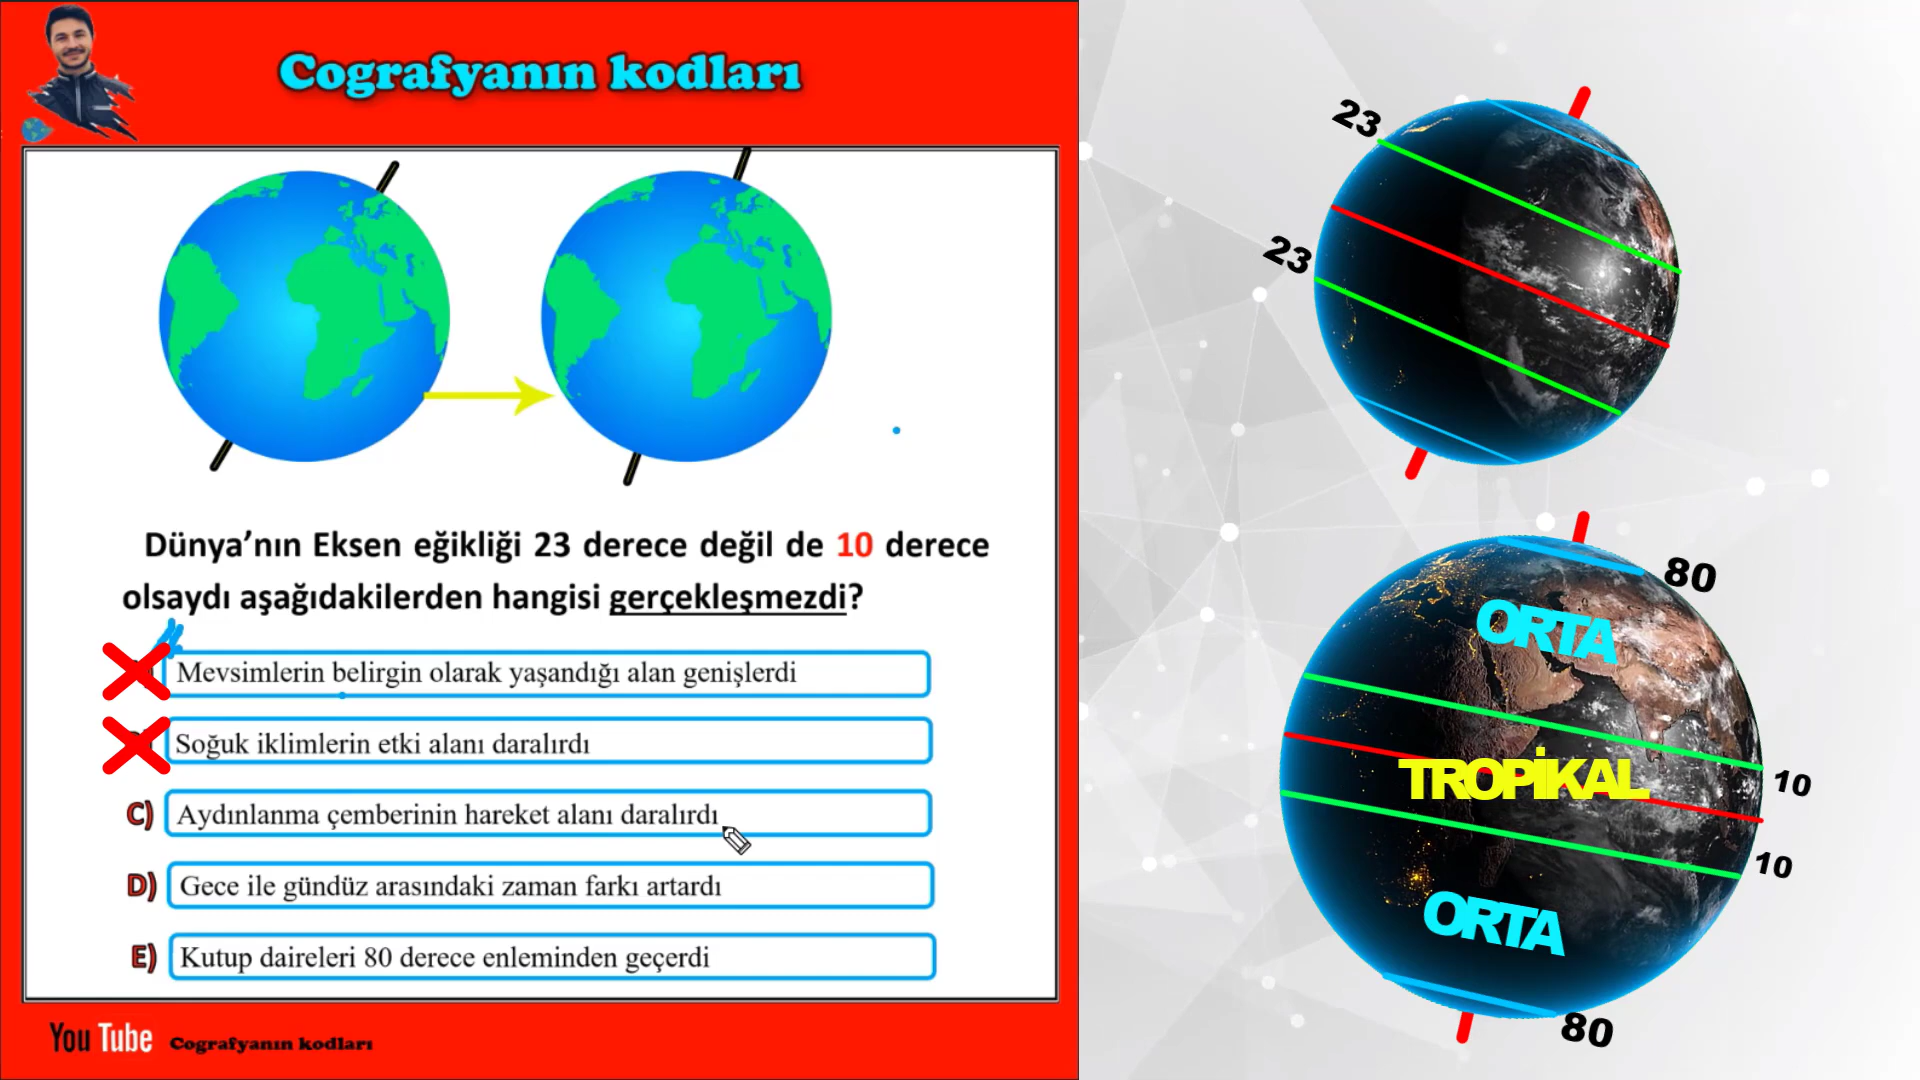 Cografyanın kodları
Dünya’nın Eksen eğikliği 23 derece değil de 10 derece
olsaydı aşağıdakilerden hangisi gerçekleşmezdi?
Mevsimlerin belirgin olarak yaşandığı alan genişlerdi
Soğuk iklimlerin etki alanı daralırdı
C) Aydınlanma çemberinin hareket alanı daralırdı
D) Gece ile gündüz arasındaki zaman farkı artardı
E) Kutup daireleri 80 derece enleminden geçerdi
You Tube Cografyanın kodları
23
23
80
ORTA
TROPİKAL
10
10
ORTA
80